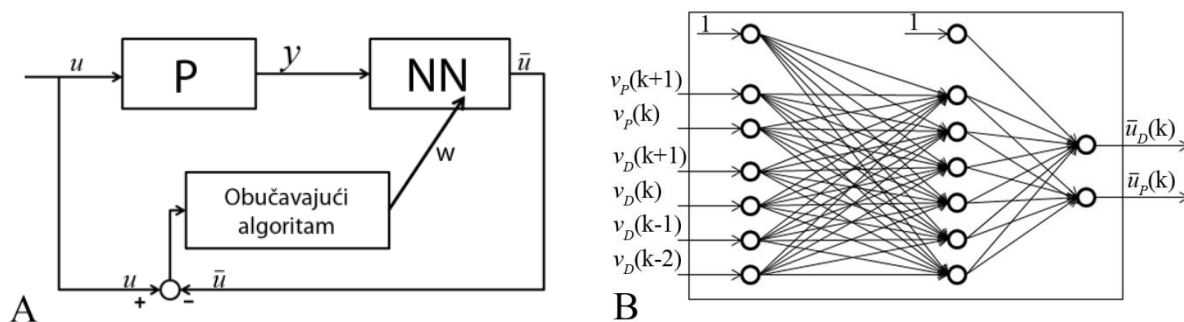 u
P
y
NN
ū
w
Obučavajući
algoritam
u
ū
+
−
A
B
1
1
v_P(k+1)
v_P(k)
v_D(k+1)
v_D(k)
v_D(k-1)
v_D(k-2)
ū_D(k)
ū_P(k)